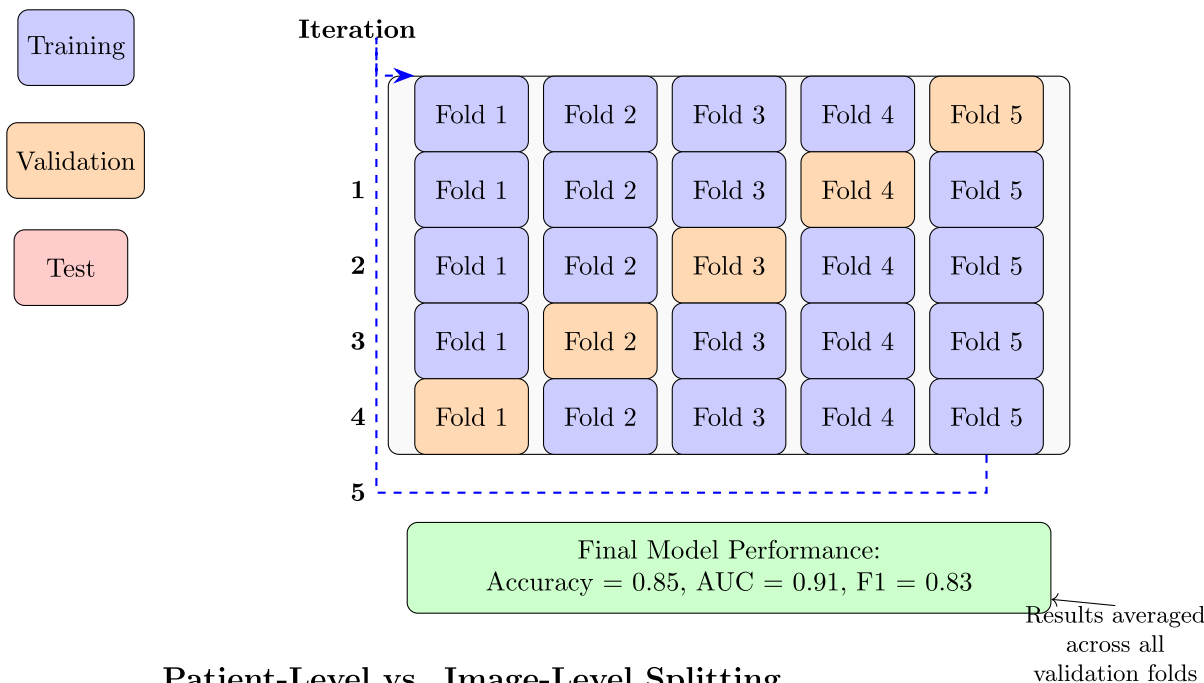 Training
Validation
Test
Iteration
Fold 1 Fold 2 Fold 3 Fold 4 Fold 5
1 Fold 1 Fold 2 Fold 3 Fold 4 Fold 5
2 Fold 1 Fold 2 Fold 3 Fold 4 Fold 5
3 Fold 1 Fold 2 Fold 3 Fold 4 Fold 5
4 Fold 1 Fold 2 Fold 3 Fold 4 Fold 5
5
Final Model Performance:
Accuracy = 0.85, AUC = 0.91, F1 = 0.83
Results averaged
across all
validation folds
Patient-Level vs. Image-Level Splitting